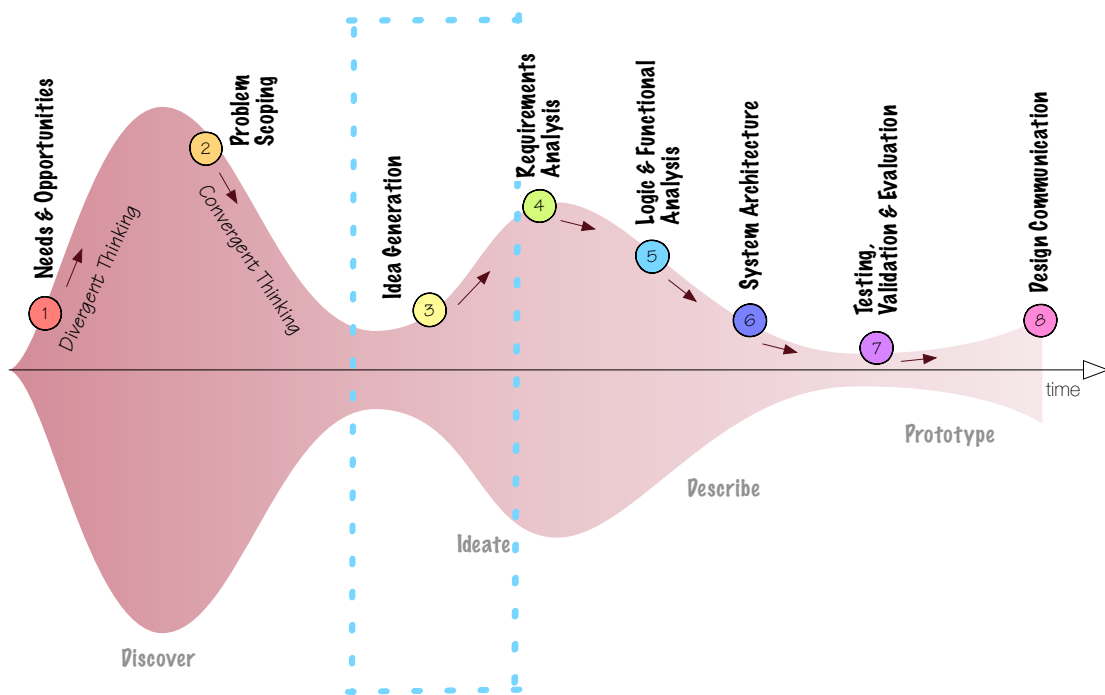 1
Needs & Opportunities
Divergent Thinking
2
Problem
Scoping
Convergent Thinking
3
Idea Generation
4
Requirements
Analysis
5
Logic & Functional
Analysis
6
System Architecture
7
Testing,
Validation & Evaluation
8
Design Communication
time
Discover
Ideate
Describe
Prototype